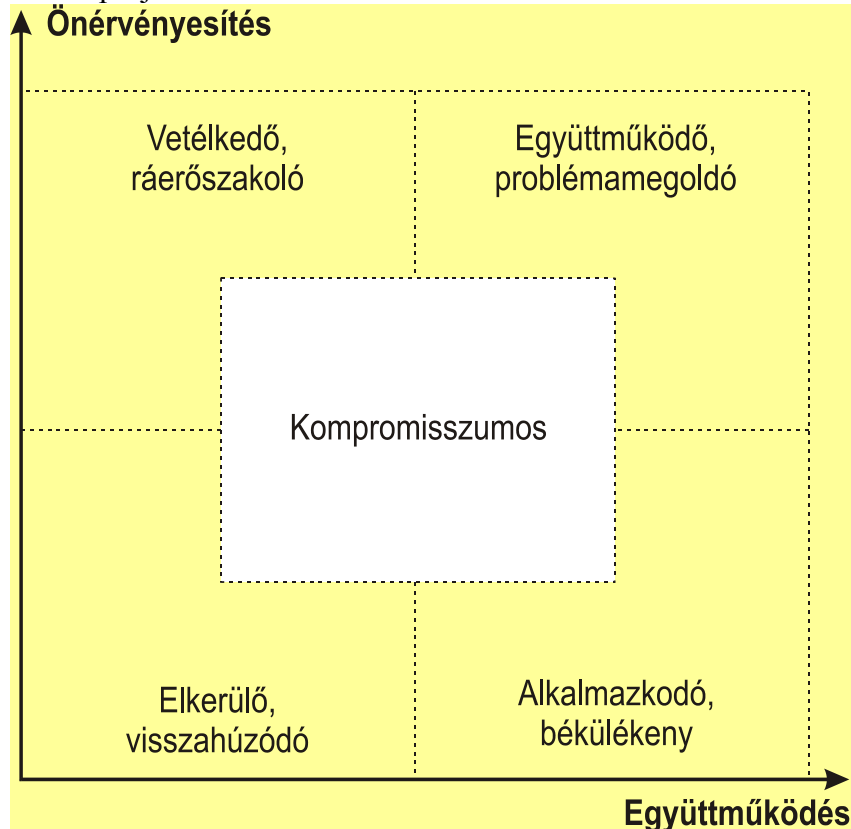 Önérvényesítés
Vetélkedő,
ráerőszakoló
Együttműködő,
problémamegoldó
Kompromisszumos
Elkerülő,
visszahúzódó
Alkalmazkodó,
békülékeny
Együttműködés